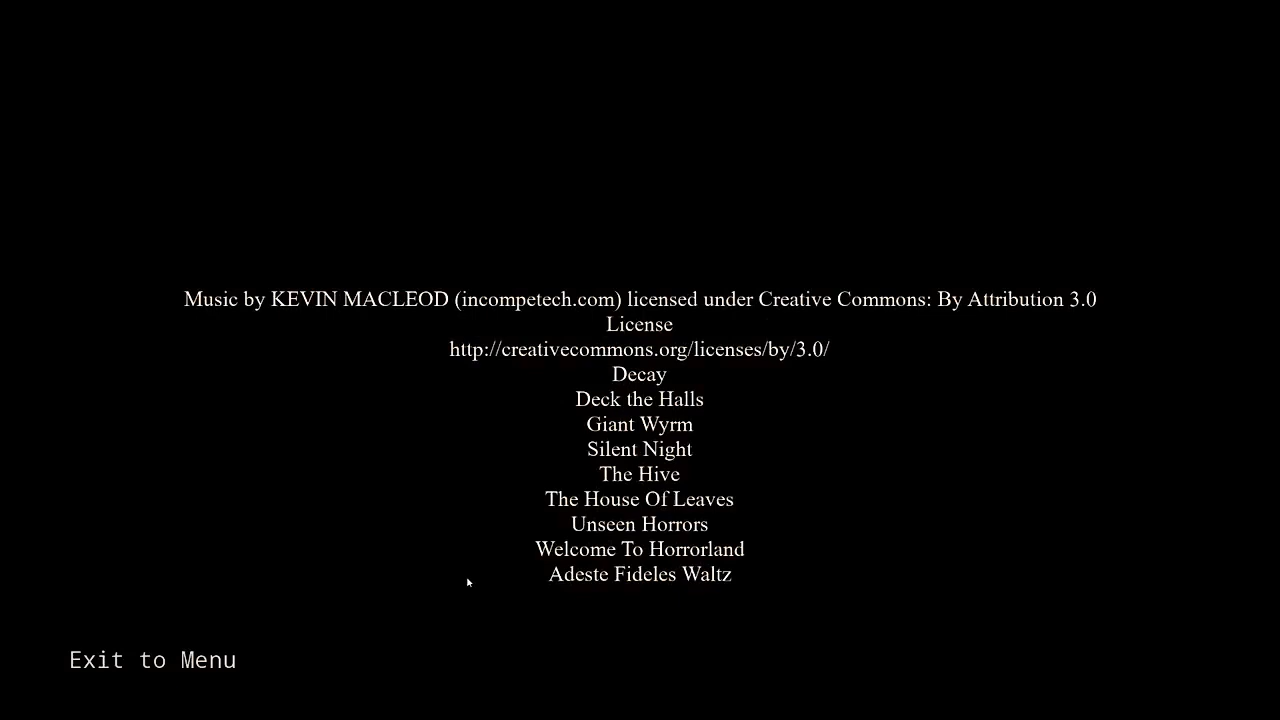 Music by KEVIN MACLEOD (incompetech.com) licensed under Creative Commons: By Attribution 3.0
License
http://creativecommons.org/licenses/by/3.0/
Decay
Deck the Halls
Giant Wyrm
Silent Night
The Hive
The House Of Leaves
Unseen Horrors
Welcome To Horrorland
Adeste Fideles Waltz
Exit to Menu